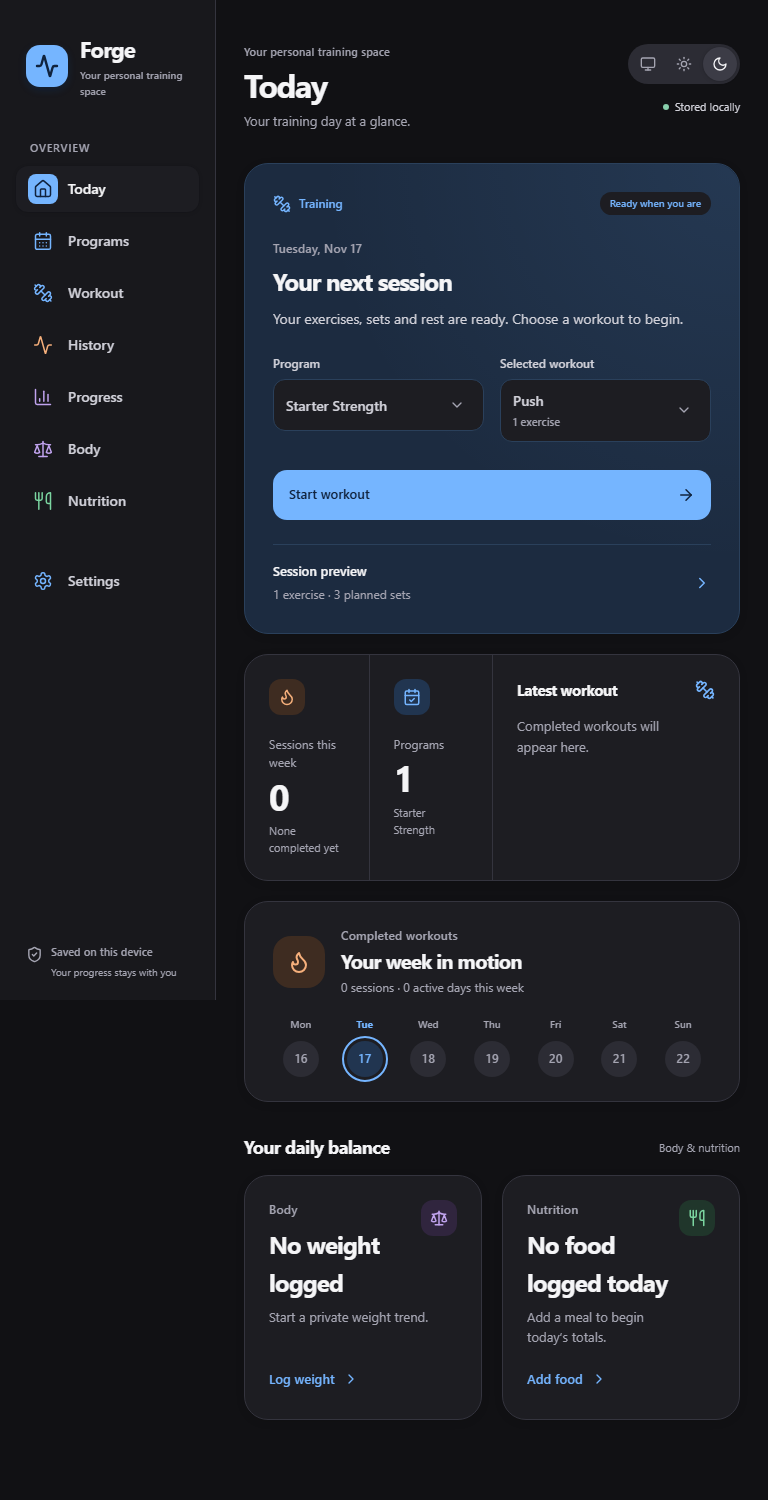 Forge
Your personal training
space
OVERVIEW
Today
Programs
Workout
History
Progress
Body
Nutrition
Settings
Saved on this device
Your progress stays with you
Your personal training space
Today
Your training day at a glance.
Stored locally
Training
Ready when you are
Tuesday, Nov 17
Your next session
Your exercises, sets and rest are ready. Choose a workout to begin.
Program
Selected workout
Starter Strength
Push
1 exercise
Start workout
Session preview
1 exercise · 3 planned sets
Sessions this
week
0
None
completed yet
Programs
1
Starter
Strength
Latest workout
Completed workouts will
appear here.
Completed workouts
Your week in motion
0 sessions · 0 active days this week
Mon Tue Wed Thu Fri Sat Sun
16 17 18 19 20 21 22
Your daily balance
Body & nutrition
Body
No weight
logged
Start a private weight trend.
Log weight
Nutrition
No food
logged today
Add a meal to begin
today's totals.
Add food